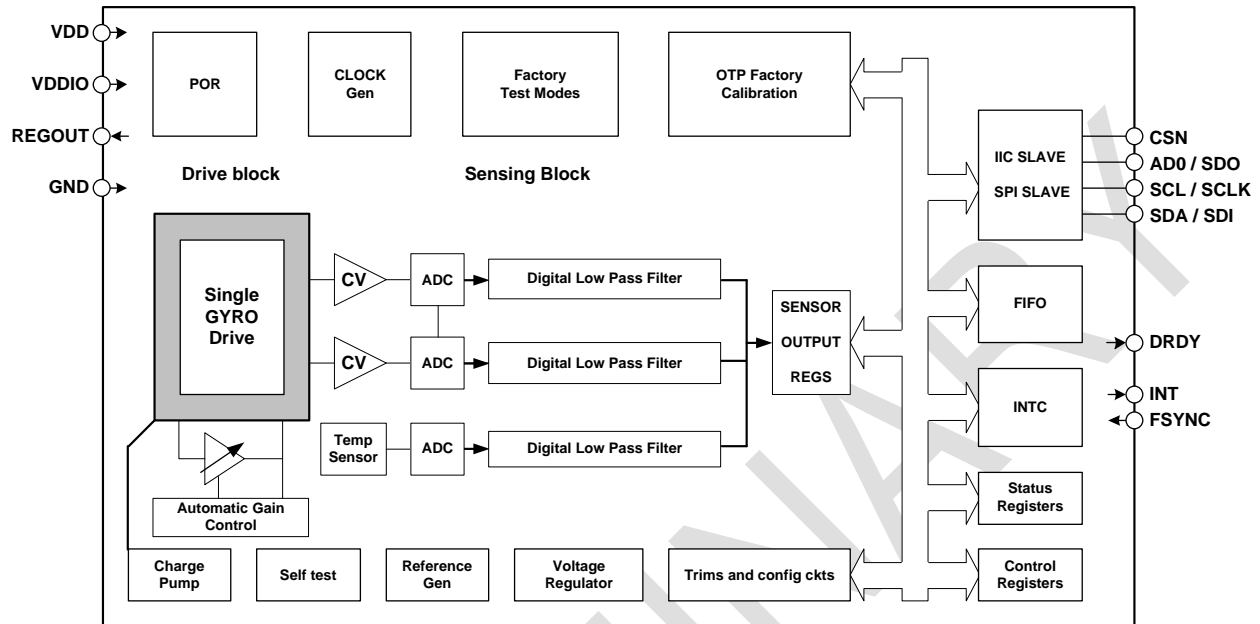 VDD
VDDIO
REGOUT
GND
POR
CLOCK
Gen
Factory
Test Modes
OTP Factory
Calibration
Drive block
Sensing Block
IIC SLAVE
SPI SLAVE
CSN
AD0 / SDO
SCL / SCLK
SDA / SDI
Single
GYRO
Drive
CV
ADC
Digital Low Pass Filter
CV
ADC
Digital Low Pass Filter
SENSOR
OUTPUT
REGS
FIFO
DRDY
INTC
INT
FSYNC
Temp
Sensor
ADC
Digital Low Pass Filter
Automatic Gain
Control
Status
Registers
Charge
Pump
Self test
Reference
Gen
Voltage
Regulator
Trims and config ckts
Control
Registers
INARY